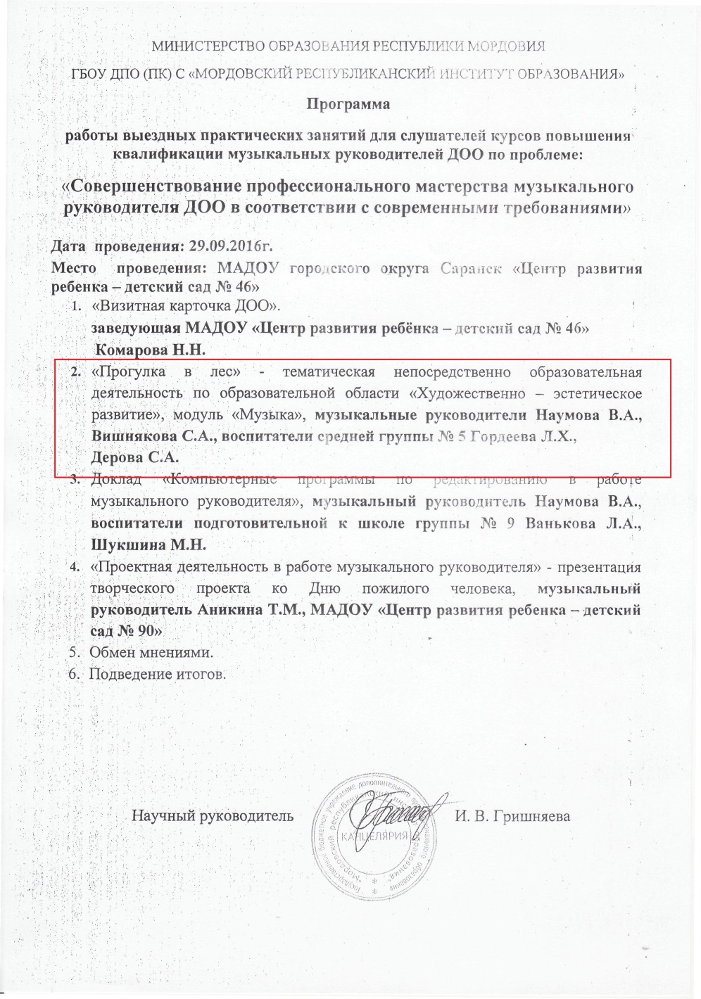 МИНИСТЕРСТВО ОБРАЗОВАНИЯ РЕСПУБЛИКИ МОРДОВИЯ
ГБОУ ДПО (ПК) С «МОРДОВСКИЙ РЕСПУБЛИКАНСКИЙ ИНСТИТУТ ОБРАЗОВАНИЯ»
Программа
работы выездных практических занятий для слушателей курсов повышения
квалификации музыкальных руководителей ДОО по проблеме:
«Совершенствование профессионального мастерства музыкального
руководителя ДОО в соответствии с современными требованиями»
Дата проведения: 29.09.2016г.
Место проведения: МАДОУ городского округа Саранск «Центр развития
ребенка – детский сад № 46»
1. «Визитная карточка ДОО».
заведующая МАДОУ «Центр развития ребёнка – детский сад № 46»
Комарова Н.Н.
2. «Прогулка в лес» - тематическая непосредственно образовательная
деятельность по образовательной области «Художественно – эстетическое
развитие», модуль «Музыка», музыкальные руководители Наумова В.А.,
Вишнякова С.А., воспитатели средней группы № 5 Гордеева Л.Х.,
Дерова С.А.
3. Доклад «Компьютерные программы по редактированию в работе
музыкального руководителя», музыкальный руководитель Наумова В.А.,
воспитатели подготовительной к школе группы № 9 Ванькова Л.А.,
Шукшина М.Н.
4. «Проектная деятельность в работе музыкального руководителя» - презентация
творческого проекта ко Дню пожилого человека, музыкальный
руководитель Аникина Т.М., МАДОУ «Центр развития ребенка – детский
сад № 90»
5. Обмен мнениями.
6. Подведение итогов.
Научный руководитель И. В. Гришняева
КАНЦЕЛЯРИЯ